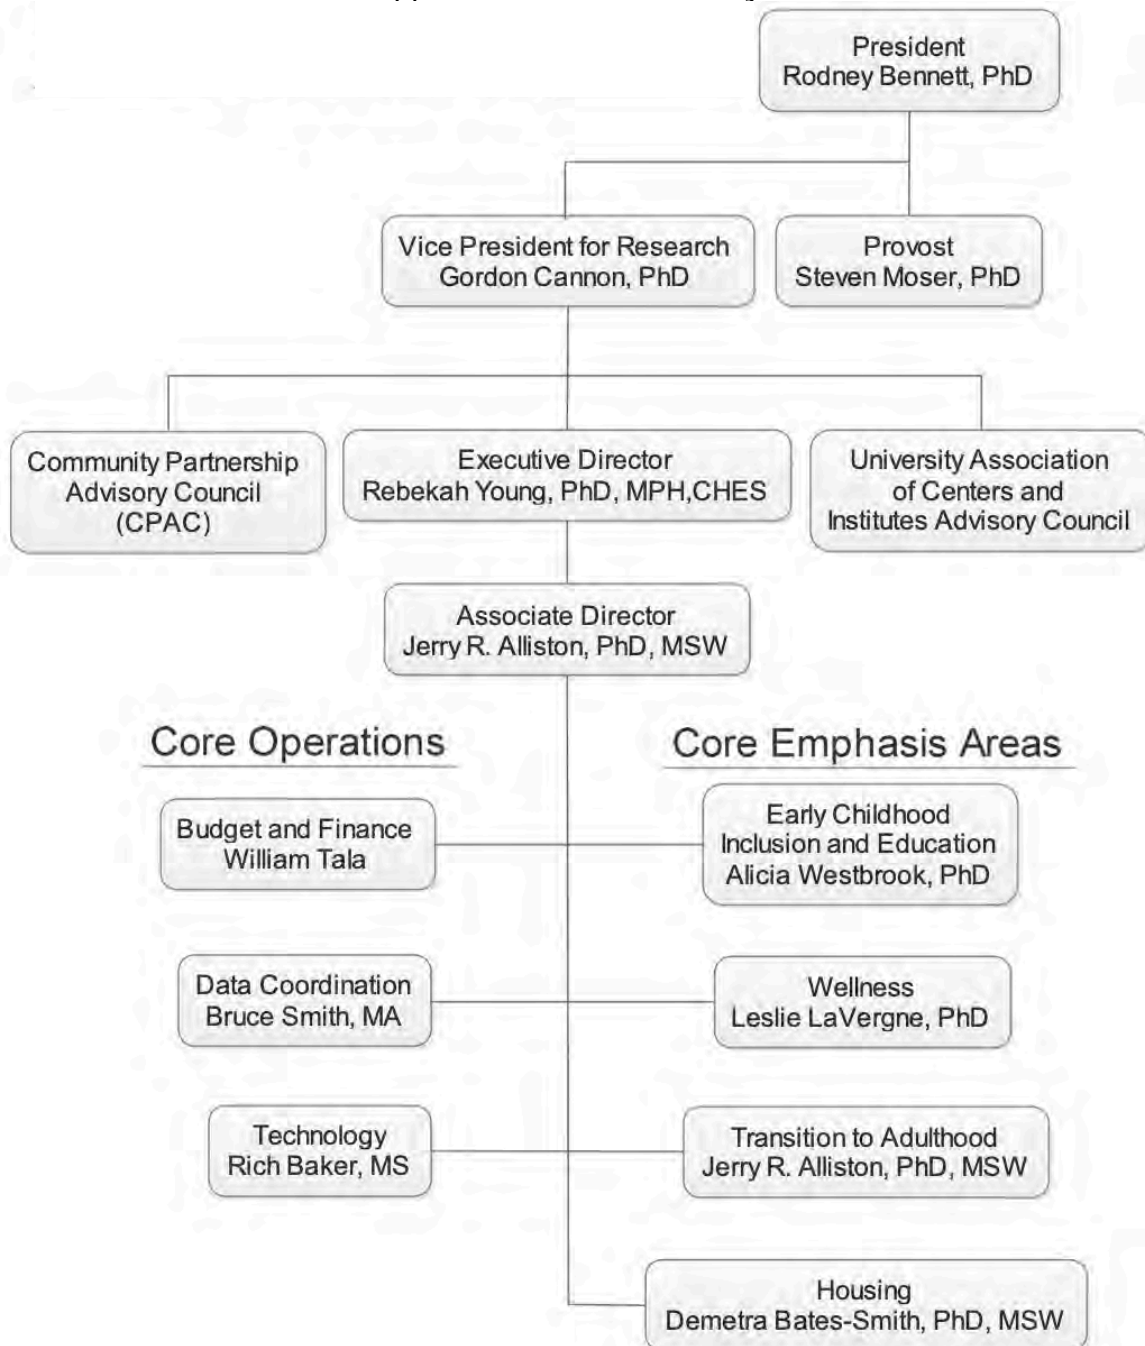 President
Rodney Bennett, PhD
Vice President for Research
Gordon Cannon, PhD
Provost
Steven Moser, PhD
Community Partnership
Advisory Council
(CPAC)
Executive Director
Rebekah Young, PhD, MPH,CHES
University Association
of Centers and
Institutes Advisory Council
Associate Director
Jerry R. Alliston, PhD, MSW
Core Operations
Core Emphasis Areas
Budget and Finance
William Tala
Early Childhood
Inclusion and Education
Alicia Westbrook, PhD
Data Coordination
Bruce Smith, MA
Wellness
Leslie LaVergne, PhD
Technology
Rich Baker, MS
Transition to Adulthood
Jerry R. Alliston, PhD, MSW
Housing
Demetra Bates-Smith, PhD, MSW